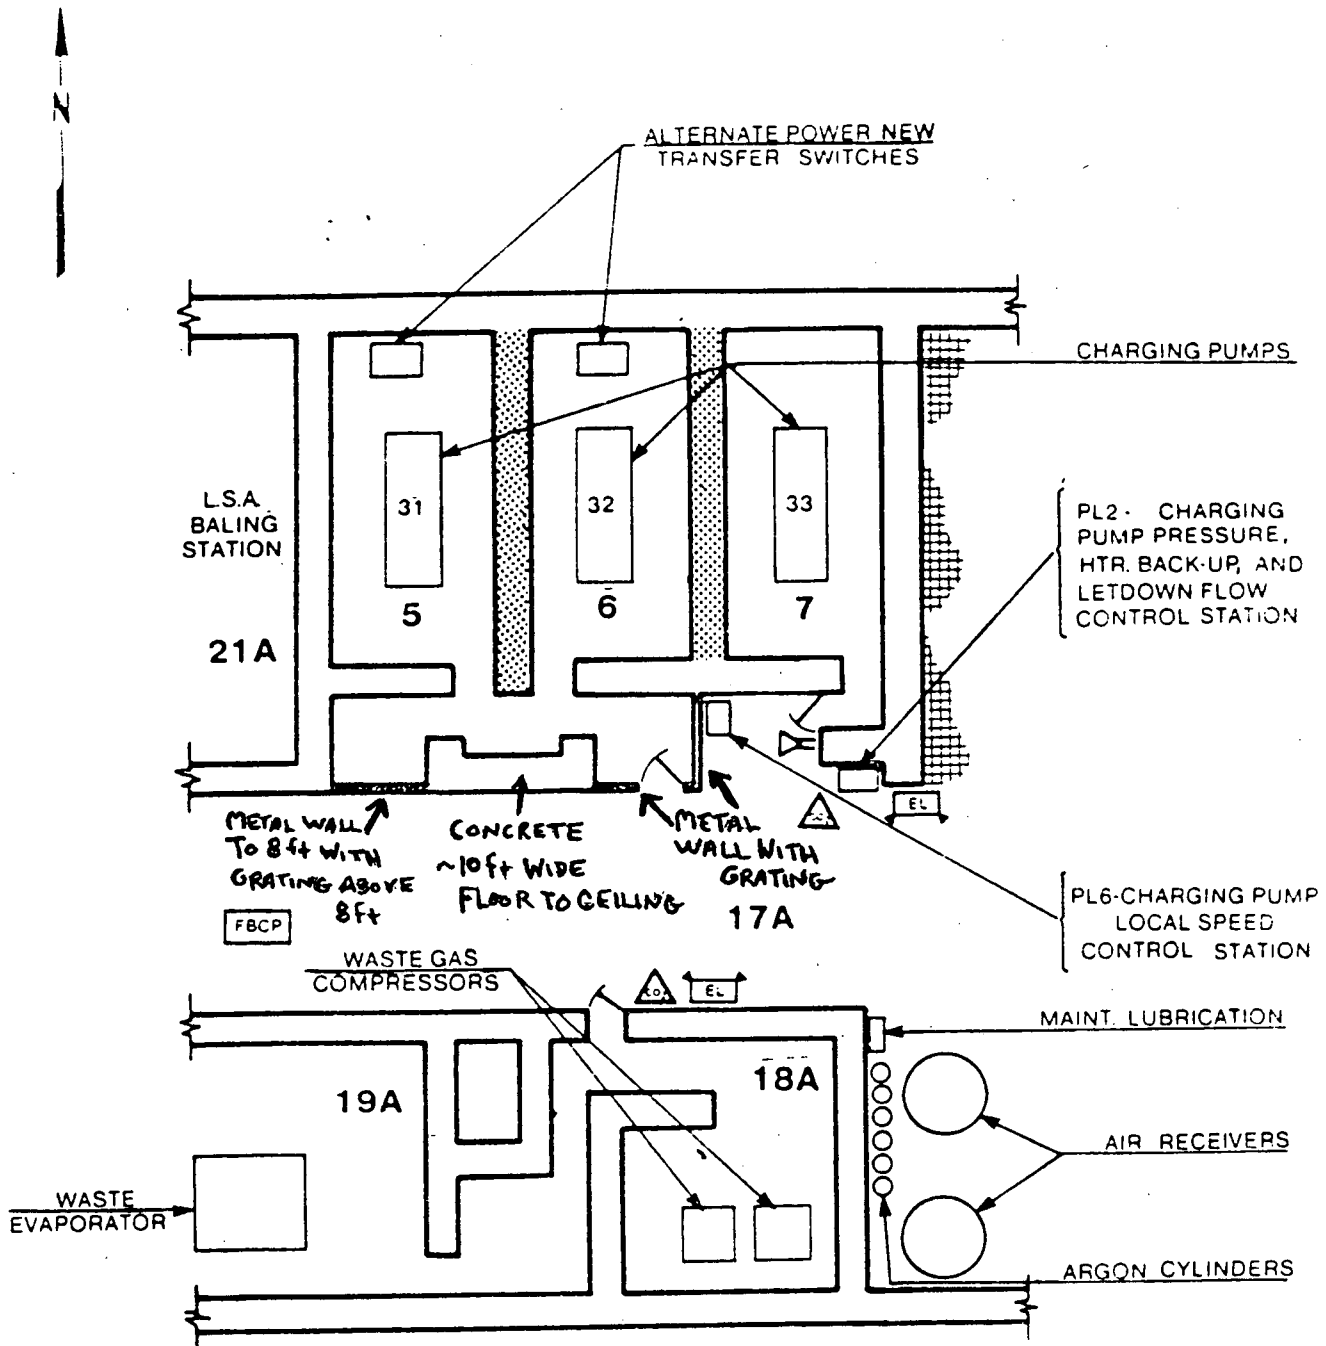 N
ALTERNATE POWER NEW
TRANSFER SWITCHES
CHARGING PUMPS
L.S.A.
BALING
STATION
31
32
33
5
6
7
21A
PL2- CHARGING
PUMP PRESSURE,
HTR. BACK-UP, AND
LETDOWN FLOW
CONTROL STATION
EL
METAL WALL
TO 8ft WITH
GRATING ABOVE
8ft
CONCRETE
~10ft WIDE
FLOOR TO CEILING
METAL
WALL WITH
GRATING
17A
FBCP
PL6-CHARGING PUMP
LOCAL SPEED
CONTROL STATION
WASTE GAS
COMPRESSORS
EL
MAINT. LUBRICATION
19A
18A
AIR RECEIVERS
WASTE
EVAPORATOR
ARGON CYLINDERS